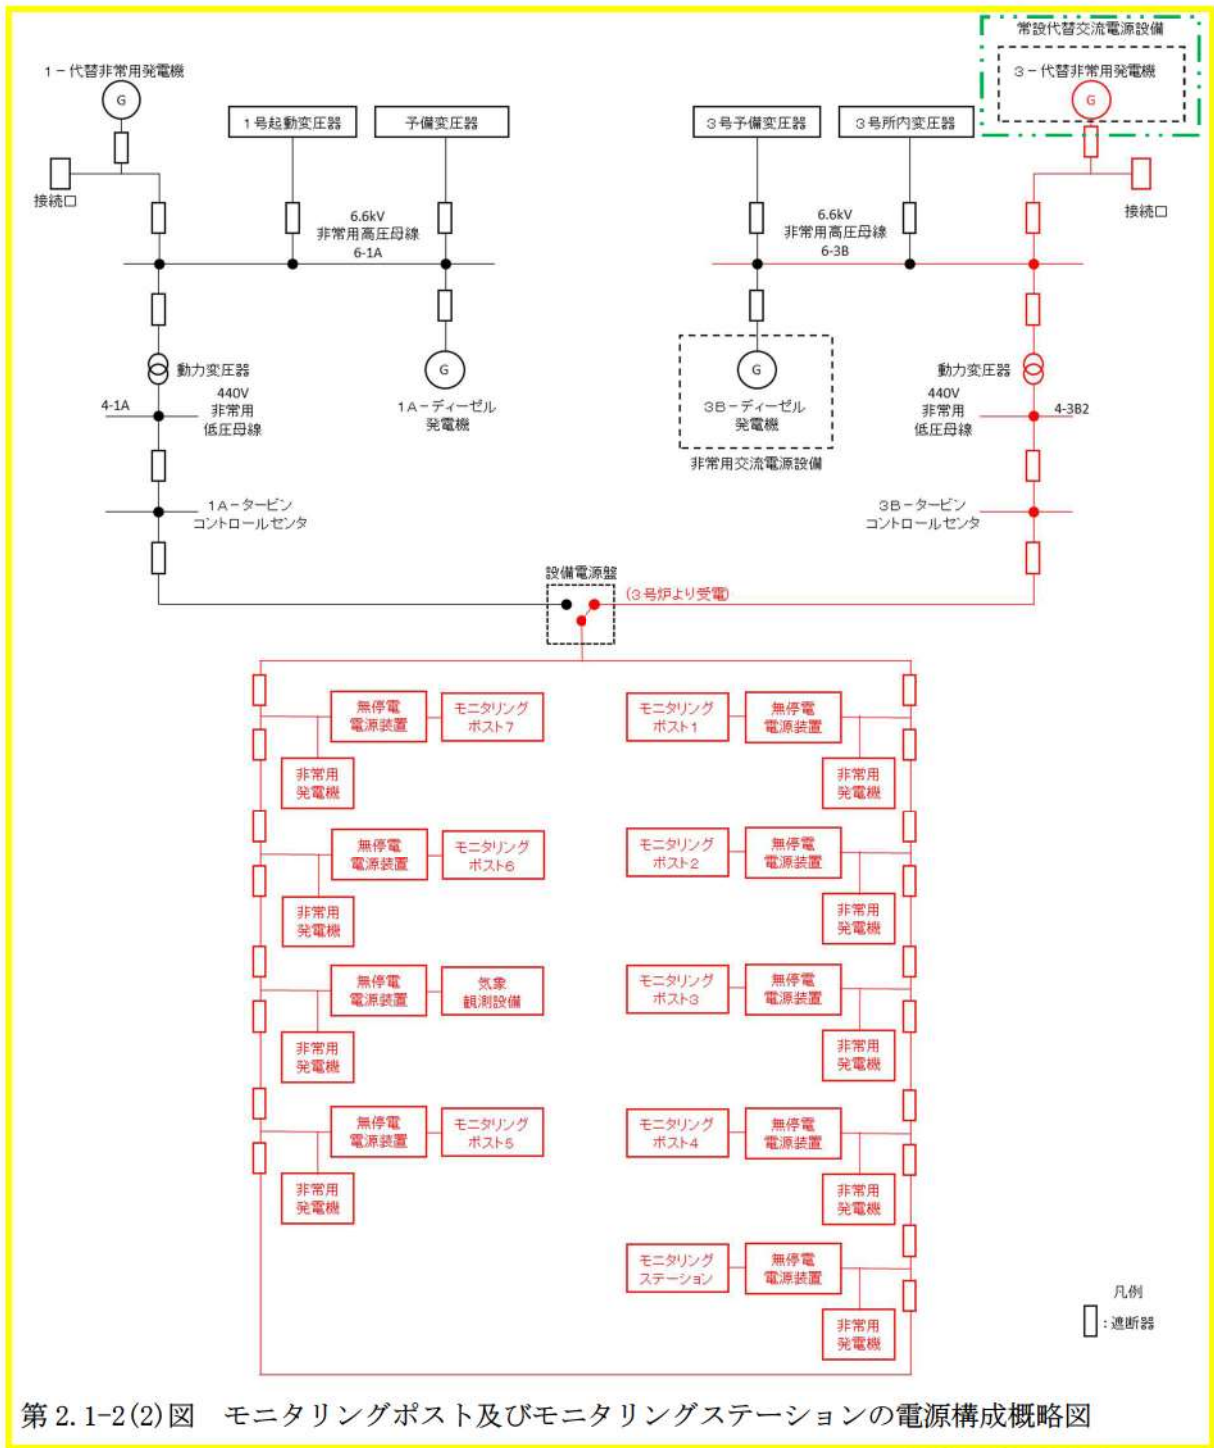 常設代替交流電源設備
1－代替非常用発電機
G
3－代替非常用発電機
G
1号起動変圧器
予備変圧器
3号予備変圧器
3号所内変圧器
接続口
接続口
6.6kV
非常用高圧母線
6-1A
6.6kV
非常用高圧母線
6-3B
動力変圧器
G
1A－ディーゼル
発電機
G
3B－ディーゼル
発電機
非常用交流電源設備
動力変圧器
4-1A
440V
非常用
低圧母線
440V
非常用
低圧母線
4-3B2
1A－タービン
コントロールセンタ
3B－タービン
コントロールセンタ
設備電源盤
(3号炉より受電)
無停電
電源装置
モニタリング
ポスト7
非常用
発電機
モニタリング
ポスト1
無停電
電源装置
非常用
発電機
無停電
電源装置
モニタリング
ポスト6
非常用
発電機
モニタリング
ポスト2
無停電
電源装置
非常用
発電機
無停電
電源装置
気象
観測設備
非常用
発電機
モニタリング
ポスト3
無停電
電源装置
非常用
発電機
無停電
電源装置
モニタリング
ポスト5
非常用
発電機
モニタリング
ポスト4
無停電
電源装置
非常用
発電機
モニタリング
ステーション
無停電
電源装置
非常用
発電機
凡例
：遮断器
第2.1-2(2)図　モニタリングポスト及びモニタリングステーションの電源構成概略図